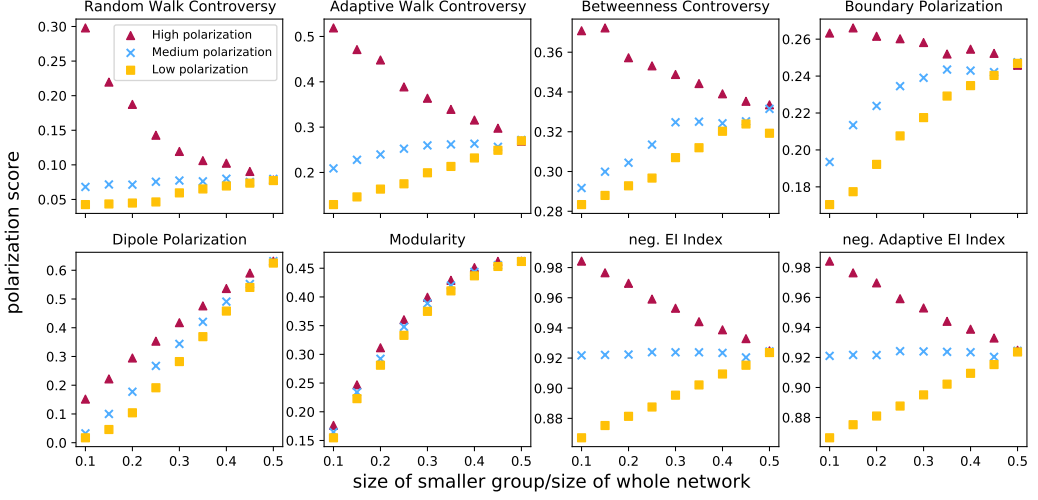 Random Walk Controversy
Adaptive Walk Controversy
Betweenness Controversy
Boundary Polarization
High polarization
Medium polarization
Low polarization
0.30
0.25
0.20
0.15
0.10
0.05
0.4
0.3
0.2
0.36
0.34
0.32
0.30
0.28
0.26
0.24
0.22
0.20
0.18
polarization score
Dipole Polarization
Modularity
neg. EI Index
neg. Adaptive EI Index
0.6
0.5
0.4
0.3
0.2
0.1
0.0
0.45
0.40
0.35
0.30
0.25
0.20
0.15
0.98
0.96
0.94
0.92
0.90
0.88
0.98
0.96
0.94
0.92
0.90
0.88
0.1 0.2 0.3 0.4 0.5
0.1 0.2 0.3 0.4 0.5
0.1 0.2 0.3 0.4 0.5
0.1 0.2 0.3 0.4 0.5
size of smaller group/size of whole network